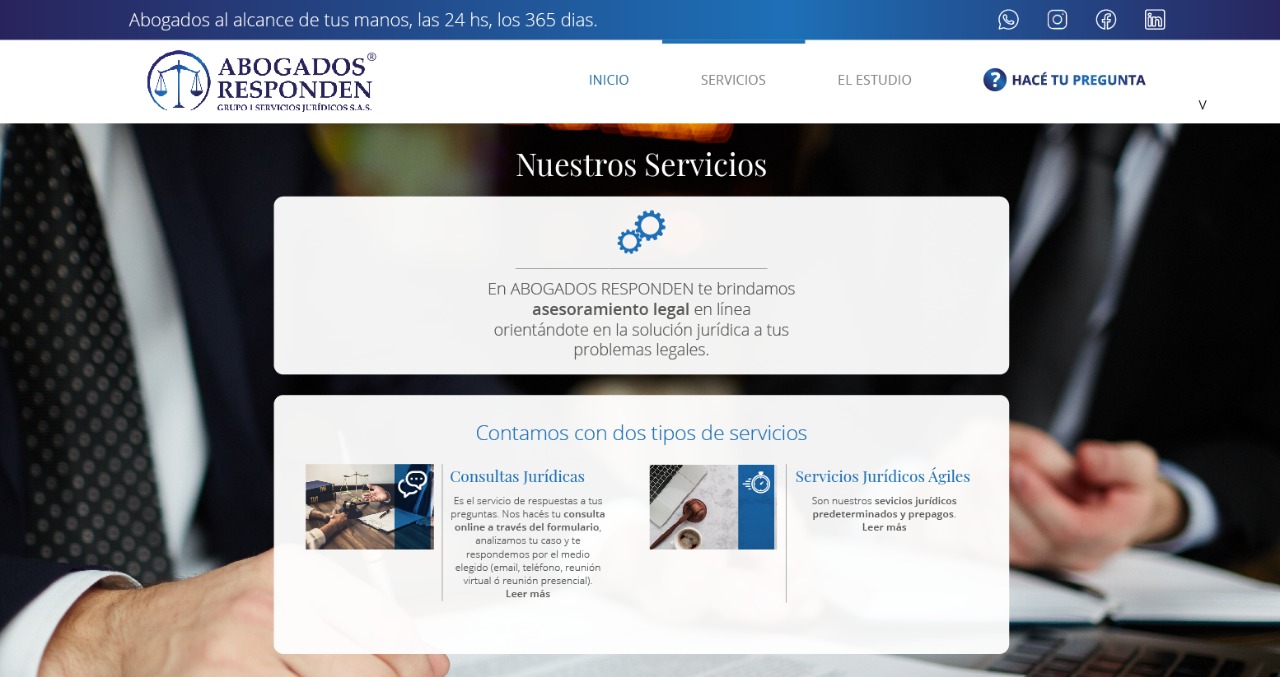 Abogados al alcance de tus manos, las 24 hs, los 365 dias.
ABOGADOS®
RESPONDEN
GRUPO 1 SERVICIOS JURÍDICOS S.A.S.
INICIO
SERVICIOS
EL ESTUDIO
? HACÉ TU PREGUNTA
V
Nuestros Servicios
En ABOGADOS RESPONDEN te brindamos
asesoramiento legal en línea
orientándote en la solución jurídica a tus
problemas legales.
Contamos con dos tipos de servicios
Consultas Jurídicas
Es el servicio de respuestas a tus
preguntas. Nos hacés tu consulta
online a través del formulario,
analizamos tu caso y te
respondemos por el medio
elegido (email, teléfono, reunión
virtual ó reunión presencial).
Leer más
Servicios Jurídicos Ágiles
Son nuestros sevicios jurídicos
predeterminados y prepagos.
Leer más